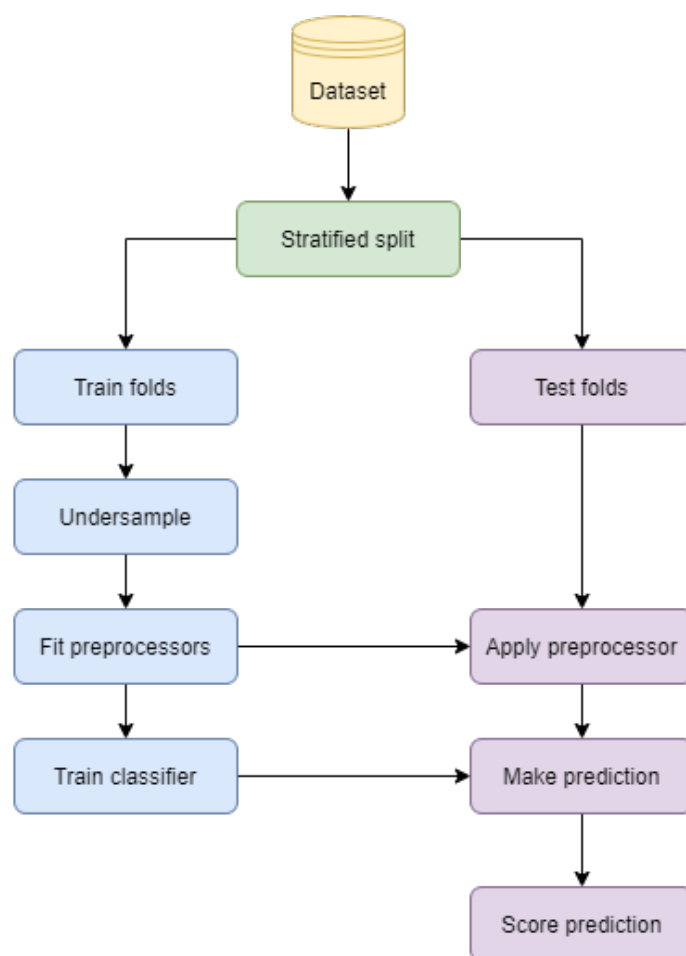 Dataset
Stratified split
Train folds
Test folds
Undersample
Fit preprocessors
Apply preprocessor
Train classifier
Make prediction
Score prediction